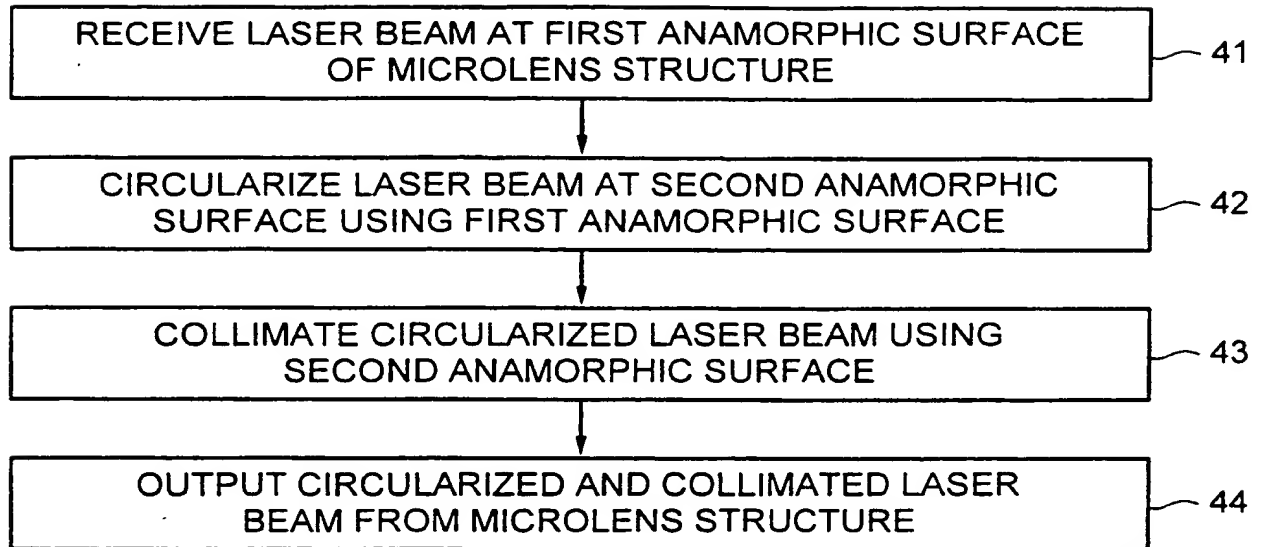 RECEIVE LASER BEAM AT FIRST ANAMORPHIC SURFACE
OF MICROLENS STRUCTURE
41
CIRCULARIZE LASER BEAM AT SECOND ANAMORPHIC
SURFACE USING FIRST ANAMORPHIC SURFACE
42
COLLIMATE CIRCULARIZED LASER BEAM USING
SECOND ANAMORPHIC SURFACE
43
OUTPUT CIRCULARIZED AND COLLIMATED LASER
BEAM FROM MICROLENS STRUCTURE
44